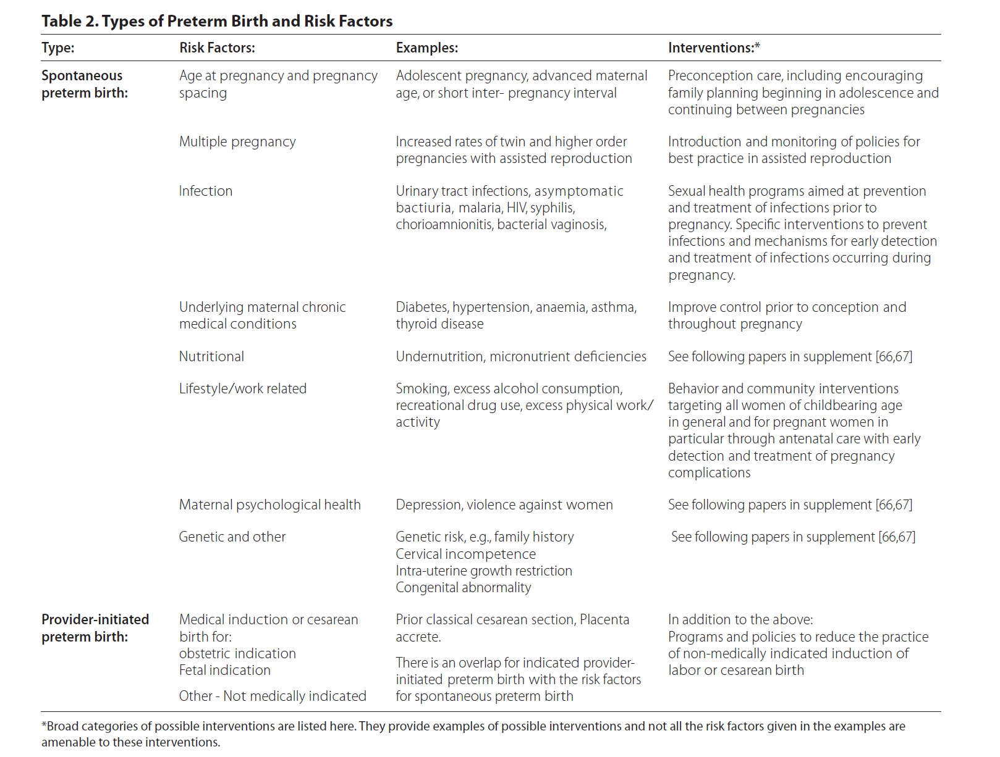 Table 2. Types of Preterm Birth and Risk Factors
Type: Risk Factors: Examples: Interventions:*
Spontaneous
preterm birth:
Age at pregnancy and pregnancy
spacing
Adolescent pregnancy, advanced maternal
age, or short inter- pregnancy interval
Preconception care, including encouraging
family planning beginning in adolescence and
continuing between pregnancies
Multiple pregnancy
Increased rates of twin and higher order
pregnancies with assisted reproduction
Introduction and monitoring of policies for
best practice in assisted reproduction
Infection
Urinary tract infections, asymptomatic
bactiuria, malaria, HIV, syphilis,
chorioamnionitis, bacterial vaginosis,
Sexual health programs aimed at prevention
and treatment of infections prior to
pregnancy. Specific interventions to prevent
infections and mechanisms for early detection
and treatment of infections occurring during
pregnancy.
Underlying maternal chronic
medical conditions
Diabetes, hypertension, anaemia, asthma,
thyroid disease
Improve control prior to conception and
throughout pregnancy
Nutritional
Undernutrition, micronutrient deficiencies
See following papers in supplement [66,67]
Lifestyle/work related
Smoking, excess alcohol consumption,
recreational drug use, excess physical work/
activity
Behavior and community interventions
targeting all women of childbearing age
in general and for pregnant women in
particular through antenatal care with early
detection and treatment of pregnancy
complications
Maternal psychological health
Depression, violence against women
See following papers in supplement [66,67]
Genetic and other
Genetic risk, e.g., family history
Cervical incompetence
Intra-uterine growth restriction
Congenital abnormality
See following papers in supplement [66,67]
Provider-initiated
preterm birth:
Medical induction or cesarean
birth for:
obstetric indication
Fetal indication
Other - Not medically indicated
Prior classical cesarean section, Placenta
accrete.
There is an overlap for indicated provider-
initiated preterm birth with the risk factors
for spontaneous preterm birth
In addition to the above:
Programs and policies to reduce the practice
of non-medically indicated induction of
labor or cesarean birth
*Broad categories of possible interventions are listed here. They provide examples of possible interventions and not all the risk factors given in the examples are
amenable to these interventions.